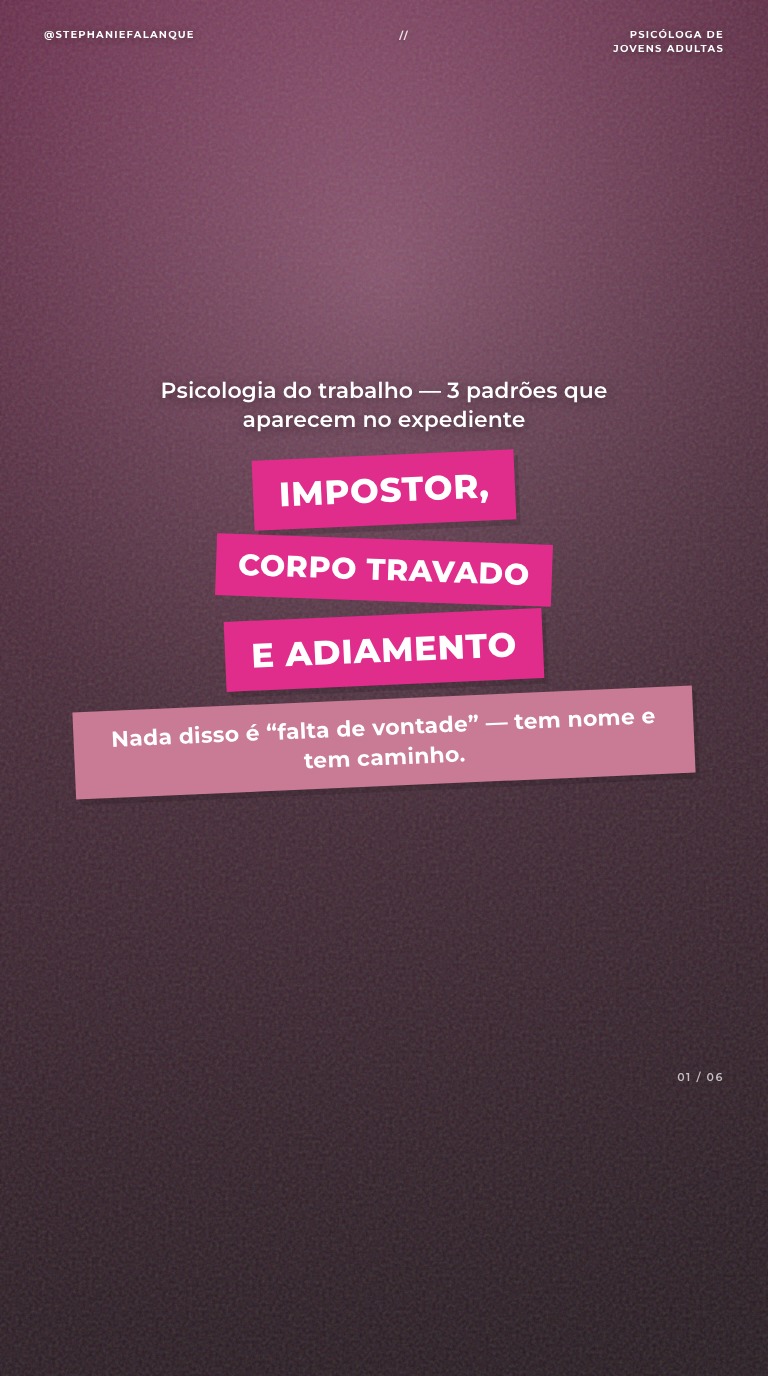 @STEPHANIEFALANQUE
//
PSICÓLOGA DE
JOVENS ADULTAS
Psicologia do trabalho — 3 padrões que
aparecem no expediente
IMPOSTOR,
CORPO TRAVADO
E ADIAMENTO
Nada disso é “falta de vontade” — tem nome e
tem caminho.
01 / 06